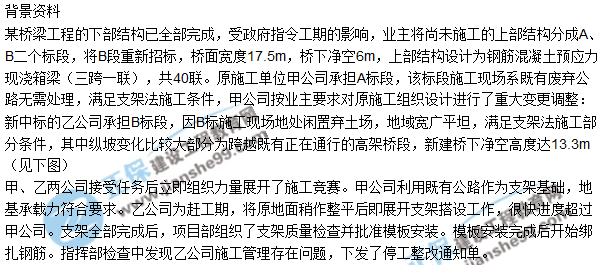 背景资料
某桥梁工程的下部结构已全部完成，受政府指令工期的影响，业主将尚未施工的上部结构分成A、
B二个标段，将B段重新招标，桥面宽度17.5m，桥下净空6m，上部结构设计为钢筋混凝土预应力
现浇箱梁（三跨一联），共40联。原施工单位甲公司承担A标段，该标段施工现场系既有废弃公
路无需处理，满足支架法施工条件，甲公司按业主要求对原施工组织设计进行了重大变更调整：
新中标的乙公司承担B标段，因B标施工现场地处闲置弃土场，地域宽广平坦，满足支架法施工部
分条件，其中纵坡变化比较大部分为跨越既有正在通行的高架桥段，新建桥下净空高度达13.3m
（见下图）
甲、乙两公司接受任务后立即组织力量展开了施工竞赛。甲公司利用既有公路作为支架基础，地
基承载力符合要求。乙公司为赶工期，将原地面稍作整平后即展开支架搭设工作，很快进度超过
甲公司。支架全部完成后，项目部组织了支架质量检查并批准模板安装。模板安装完成后开始绑
扎钢筋。指挥部检查中发现乙公司施工管理存在问题，下发了停工整改通知单。
环保
建设工程教育网
www.jianshe99.com